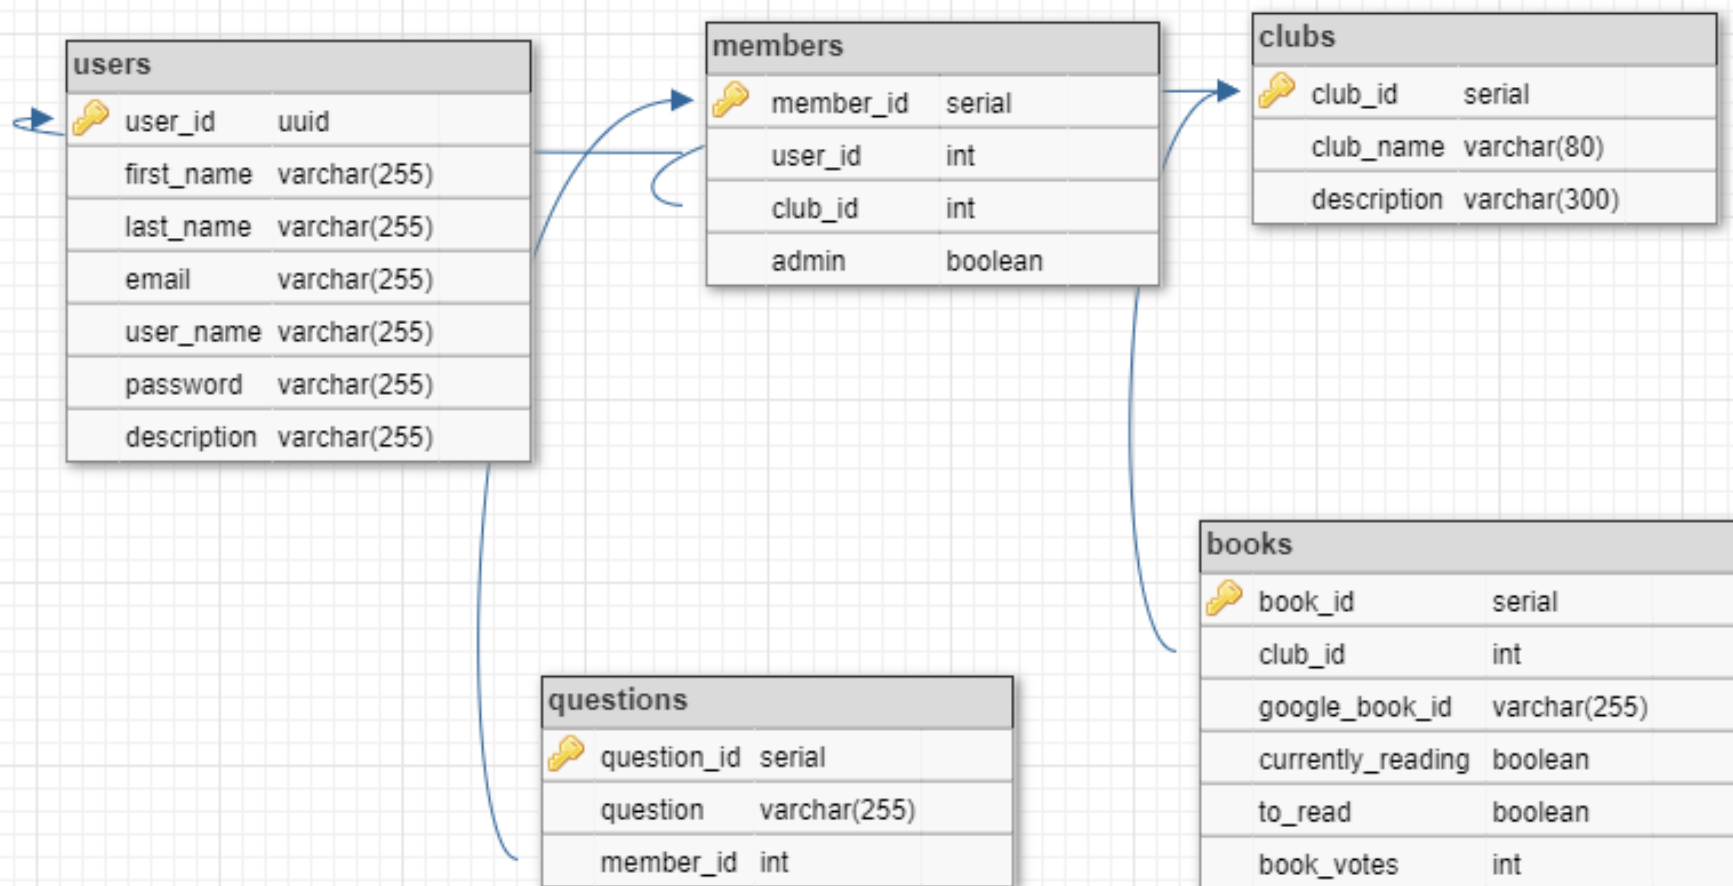 users
user_id uuid
first_name varchar(255)
last_name varchar(255)
email varchar(255)
user_name varchar(255)
password varchar(255)
description varchar(255)
members
member_id serial
user_id int
club_id int
admin boolean
clubs
club_id serial
club_name varchar(80)
description varchar(300)
questions
question_id serial
question varchar(255)
member_id int
books
book_id serial
club_id int
google_book_id varchar(255)
currently_reading boolean
to_read boolean
book_votes int